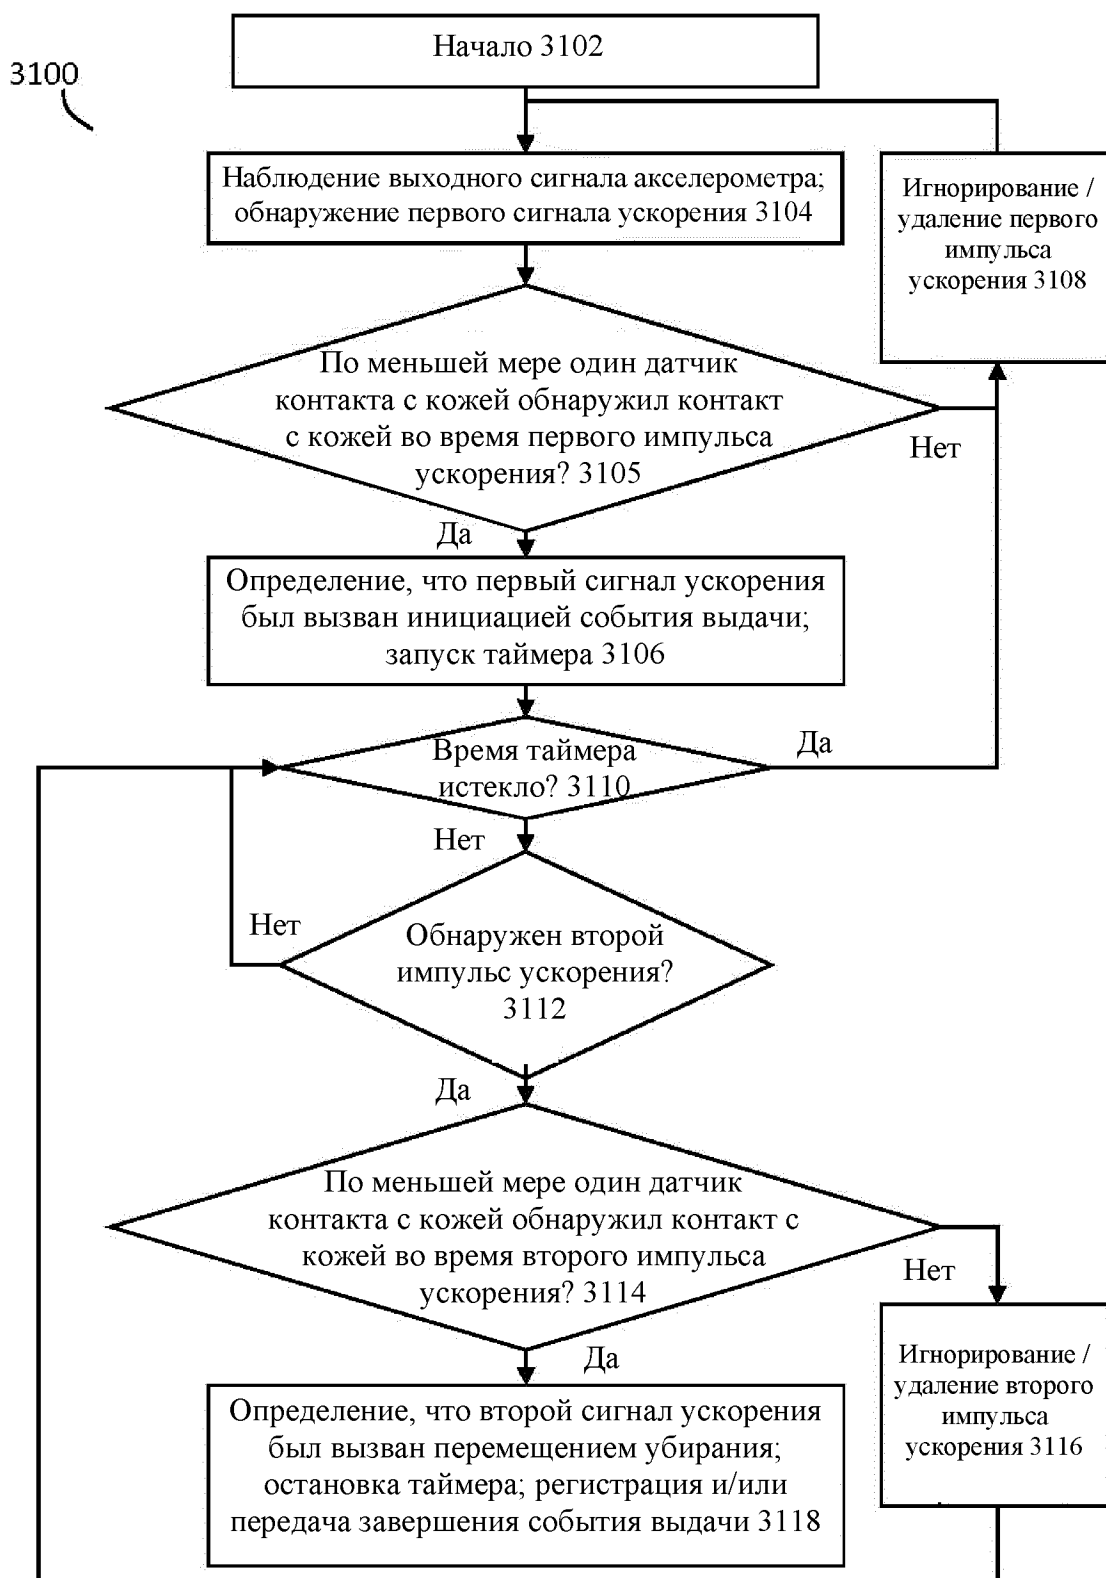 Начало 3102
3100
Наблюдение выходного сигнала акселерометра;
обнаружение первого сигнала ускорения 3104
Игнорирование /
удаление первого
импульса
ускорения 3108
По меньшей мере один датчик
контакта с кожей обнаружил контакт
с кожей во время первого импульса
ускорения? 3105
Нет
Да
Определение, что первый сигнал ускорения
был вызван инициацией события выдачи;
запуск таймера 3106
Время таймера
истекло? 3110
Да
Нет
Обнаружен второй
импульс ускорения?
3112
Нет
Да
По меньшей мере один датчик
контакта с кожей обнаружил контакт с
кожей во время второго импульса
ускорения? 3114
Нет
Да
Игнорирование /
удаление второго
импульса
ускорения 3116
Определение, что второй сигнал ускорения
был вызван перемещением убирания;
остановка таймера; регистрация и/или
передача завершения события выдачи 3118